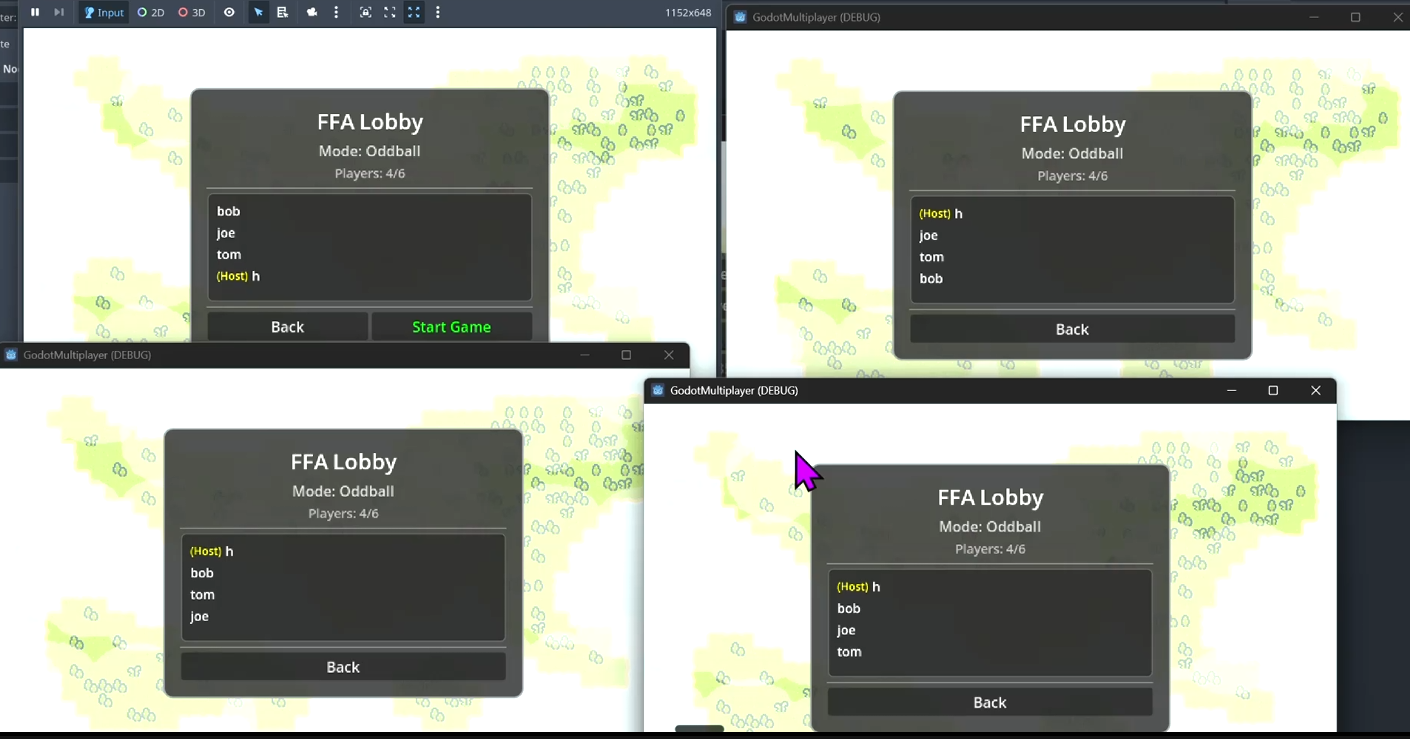 ter:
Input
2D
3D
1152x648
te
No
FFA Lobby
Mode: Oddball
Players: 4/6
bob
joe
tom
(Host) h
Back
Start Game
GodotMultiplayer (DEBUG)
FFA Lobby
Mode: Oddball
Players: 4/6
(Host) h
joe
tom
bob
Back
GodotMultiplayer (DEBUG)
FFA Lobby
Mode: Oddball
Players: 4/6
(Host) h
bob
tom
joe
Back
GodotMultiplayer (DEBUG)
FFA Lobby
Mode: Oddball
Players: 4/6
(Host) h
bob
joe
tom
Back